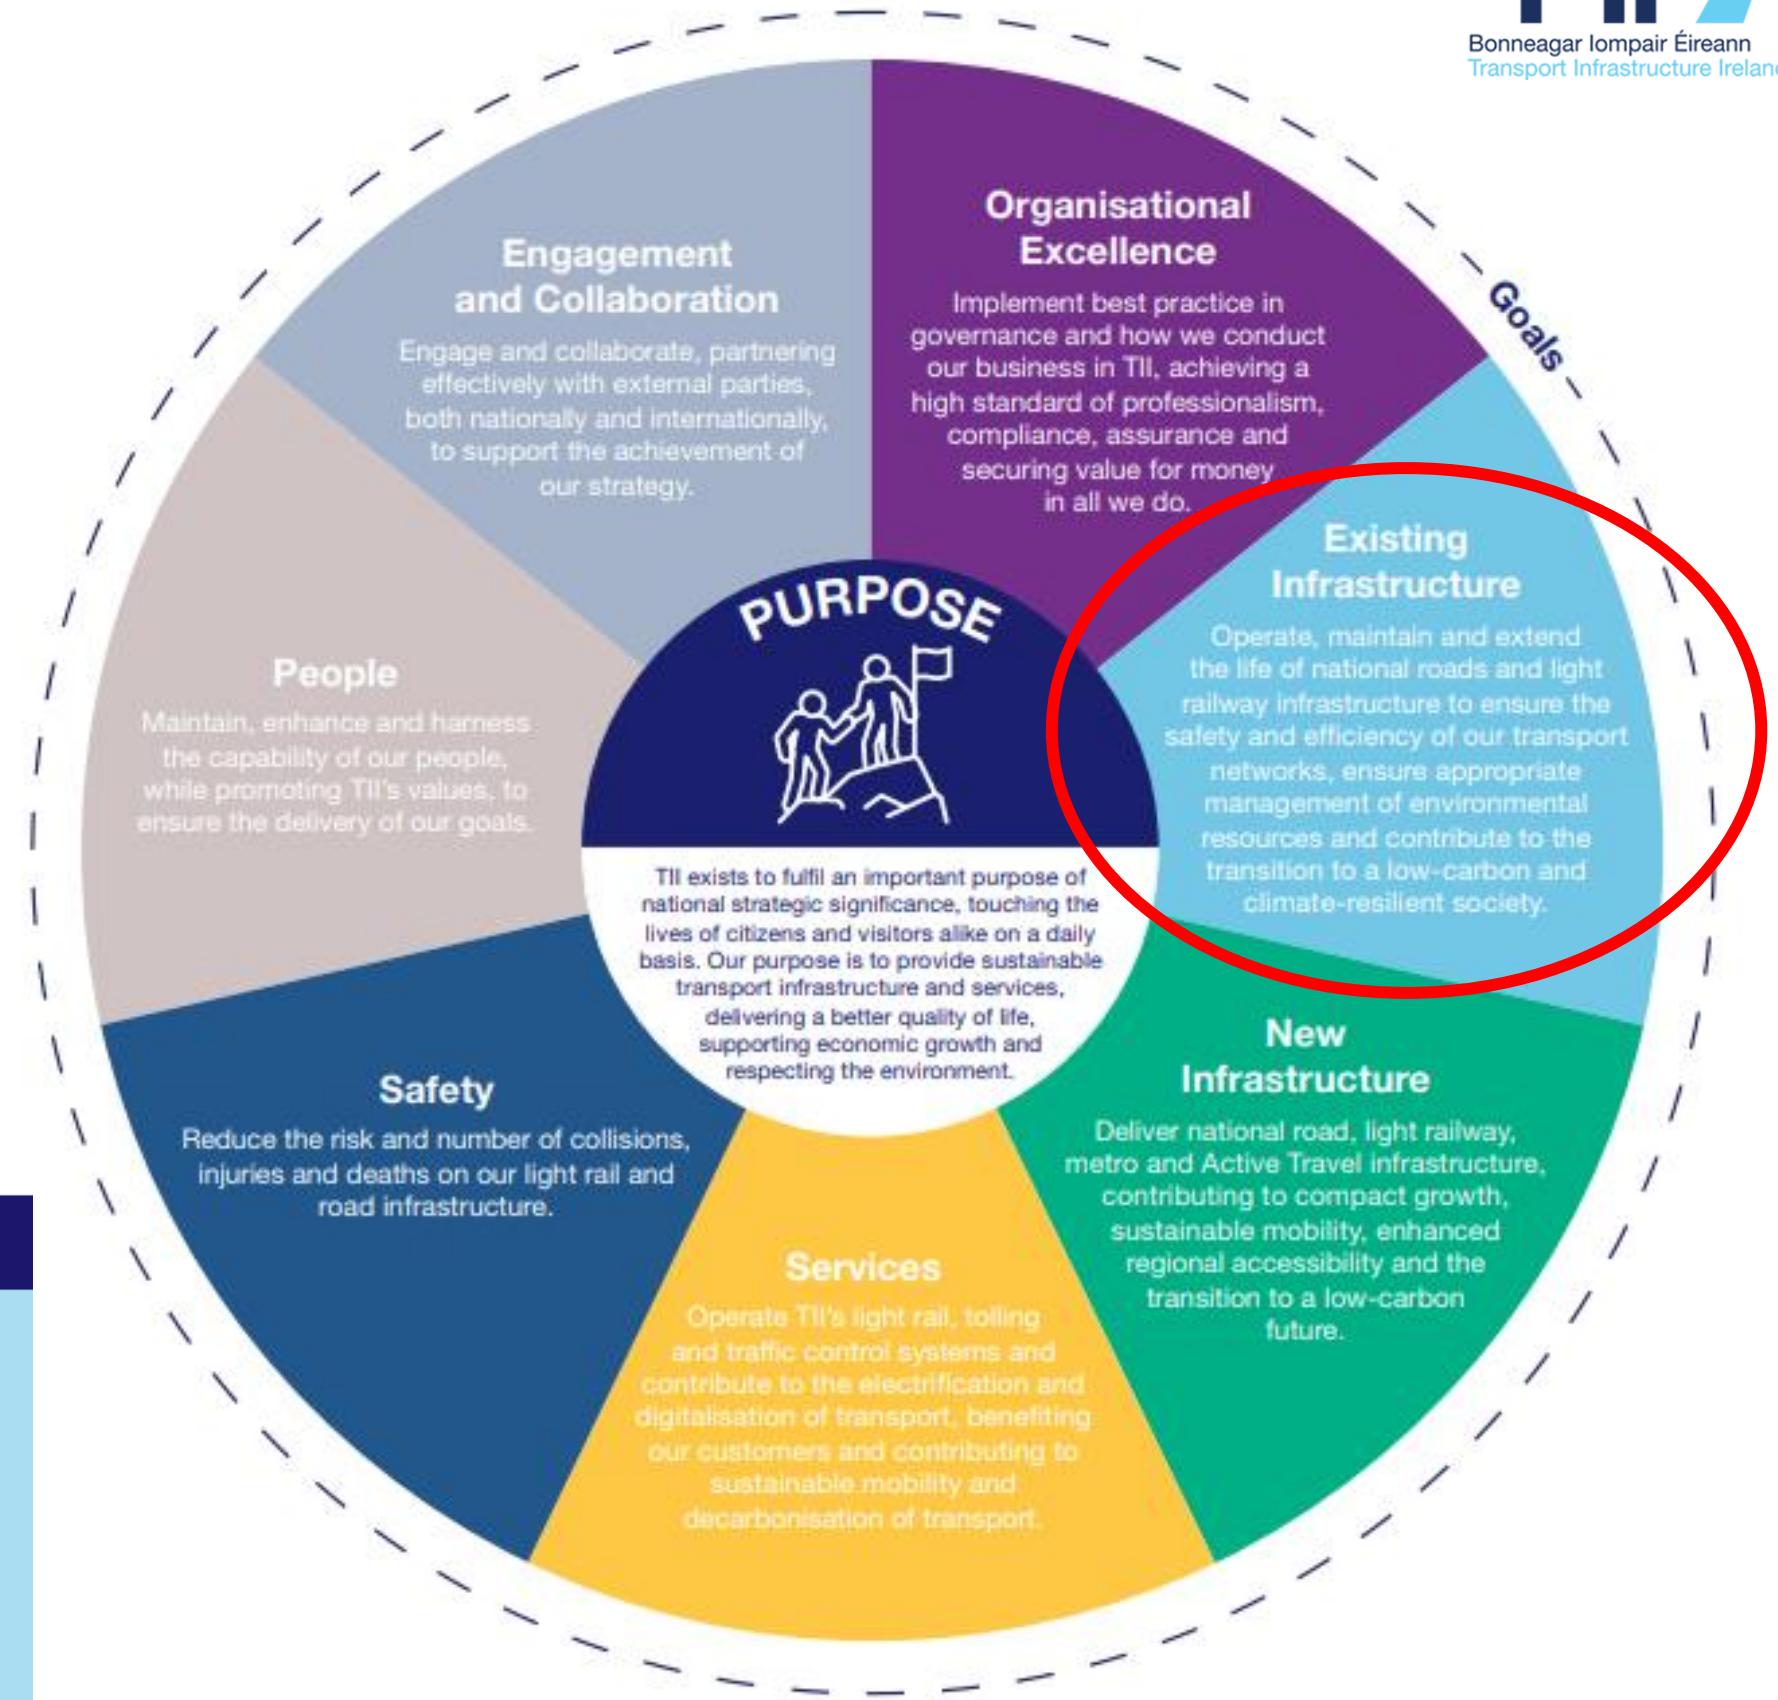 Bonneagar Iompair Éireann
Transport Infrastructure Ireland
Organisational
Excellence
Implement best practice in
governance and how we conduct
our business in TII, achieving a
high standard of professionalism,
compliance, assurance and
securing value for money
in all we do.
Goals
Existing
Infrastructure
Operate, maintain and extend
the life of national roads and light
railway infrastructure to ensure the
safety and efficiency of our transport
networks, ensure appropriate
management of environmental
resources and contribute to the
transition to a low-carbon and
climate-resilient society.
New
Infrastructure
Deliver national road, light railway,
metro and Active Travel infrastructure,
contributing to compact growth,
sustainable mobility, enhanced
regional accessibility and the
transition to a low-carbon
future.
Services
Operate TII's light rail, tolling
and traffic control systems and
contribute to the electrification and
digitalisation of transport, benefiting
our customers and contributing to
sustainable mobility and
decarbonisation of transport.
Safety
Reduce the risk and number of collisions,
injuries and deaths on our light rail and
road infrastructure.
People
Maintain, enhance and harness
the capability of our people,
while promoting TII's values, to
ensure the delivery of our goals.
Engagement
and Collaboration
Engage and collaborate, partnering
effectively with external parties,
both nationally and internationally,
to support the achievement of
our strategy.
PURPOSE
TII exists to fulfil an important purpose of
national strategic significance, touching the
lives of citizens and visitors alike on a daily
basis. Our purpose is to provide sustainable
transport infrastructure and services,
delivering a better quality of life,
supporting economic growth and
respecting the environment.